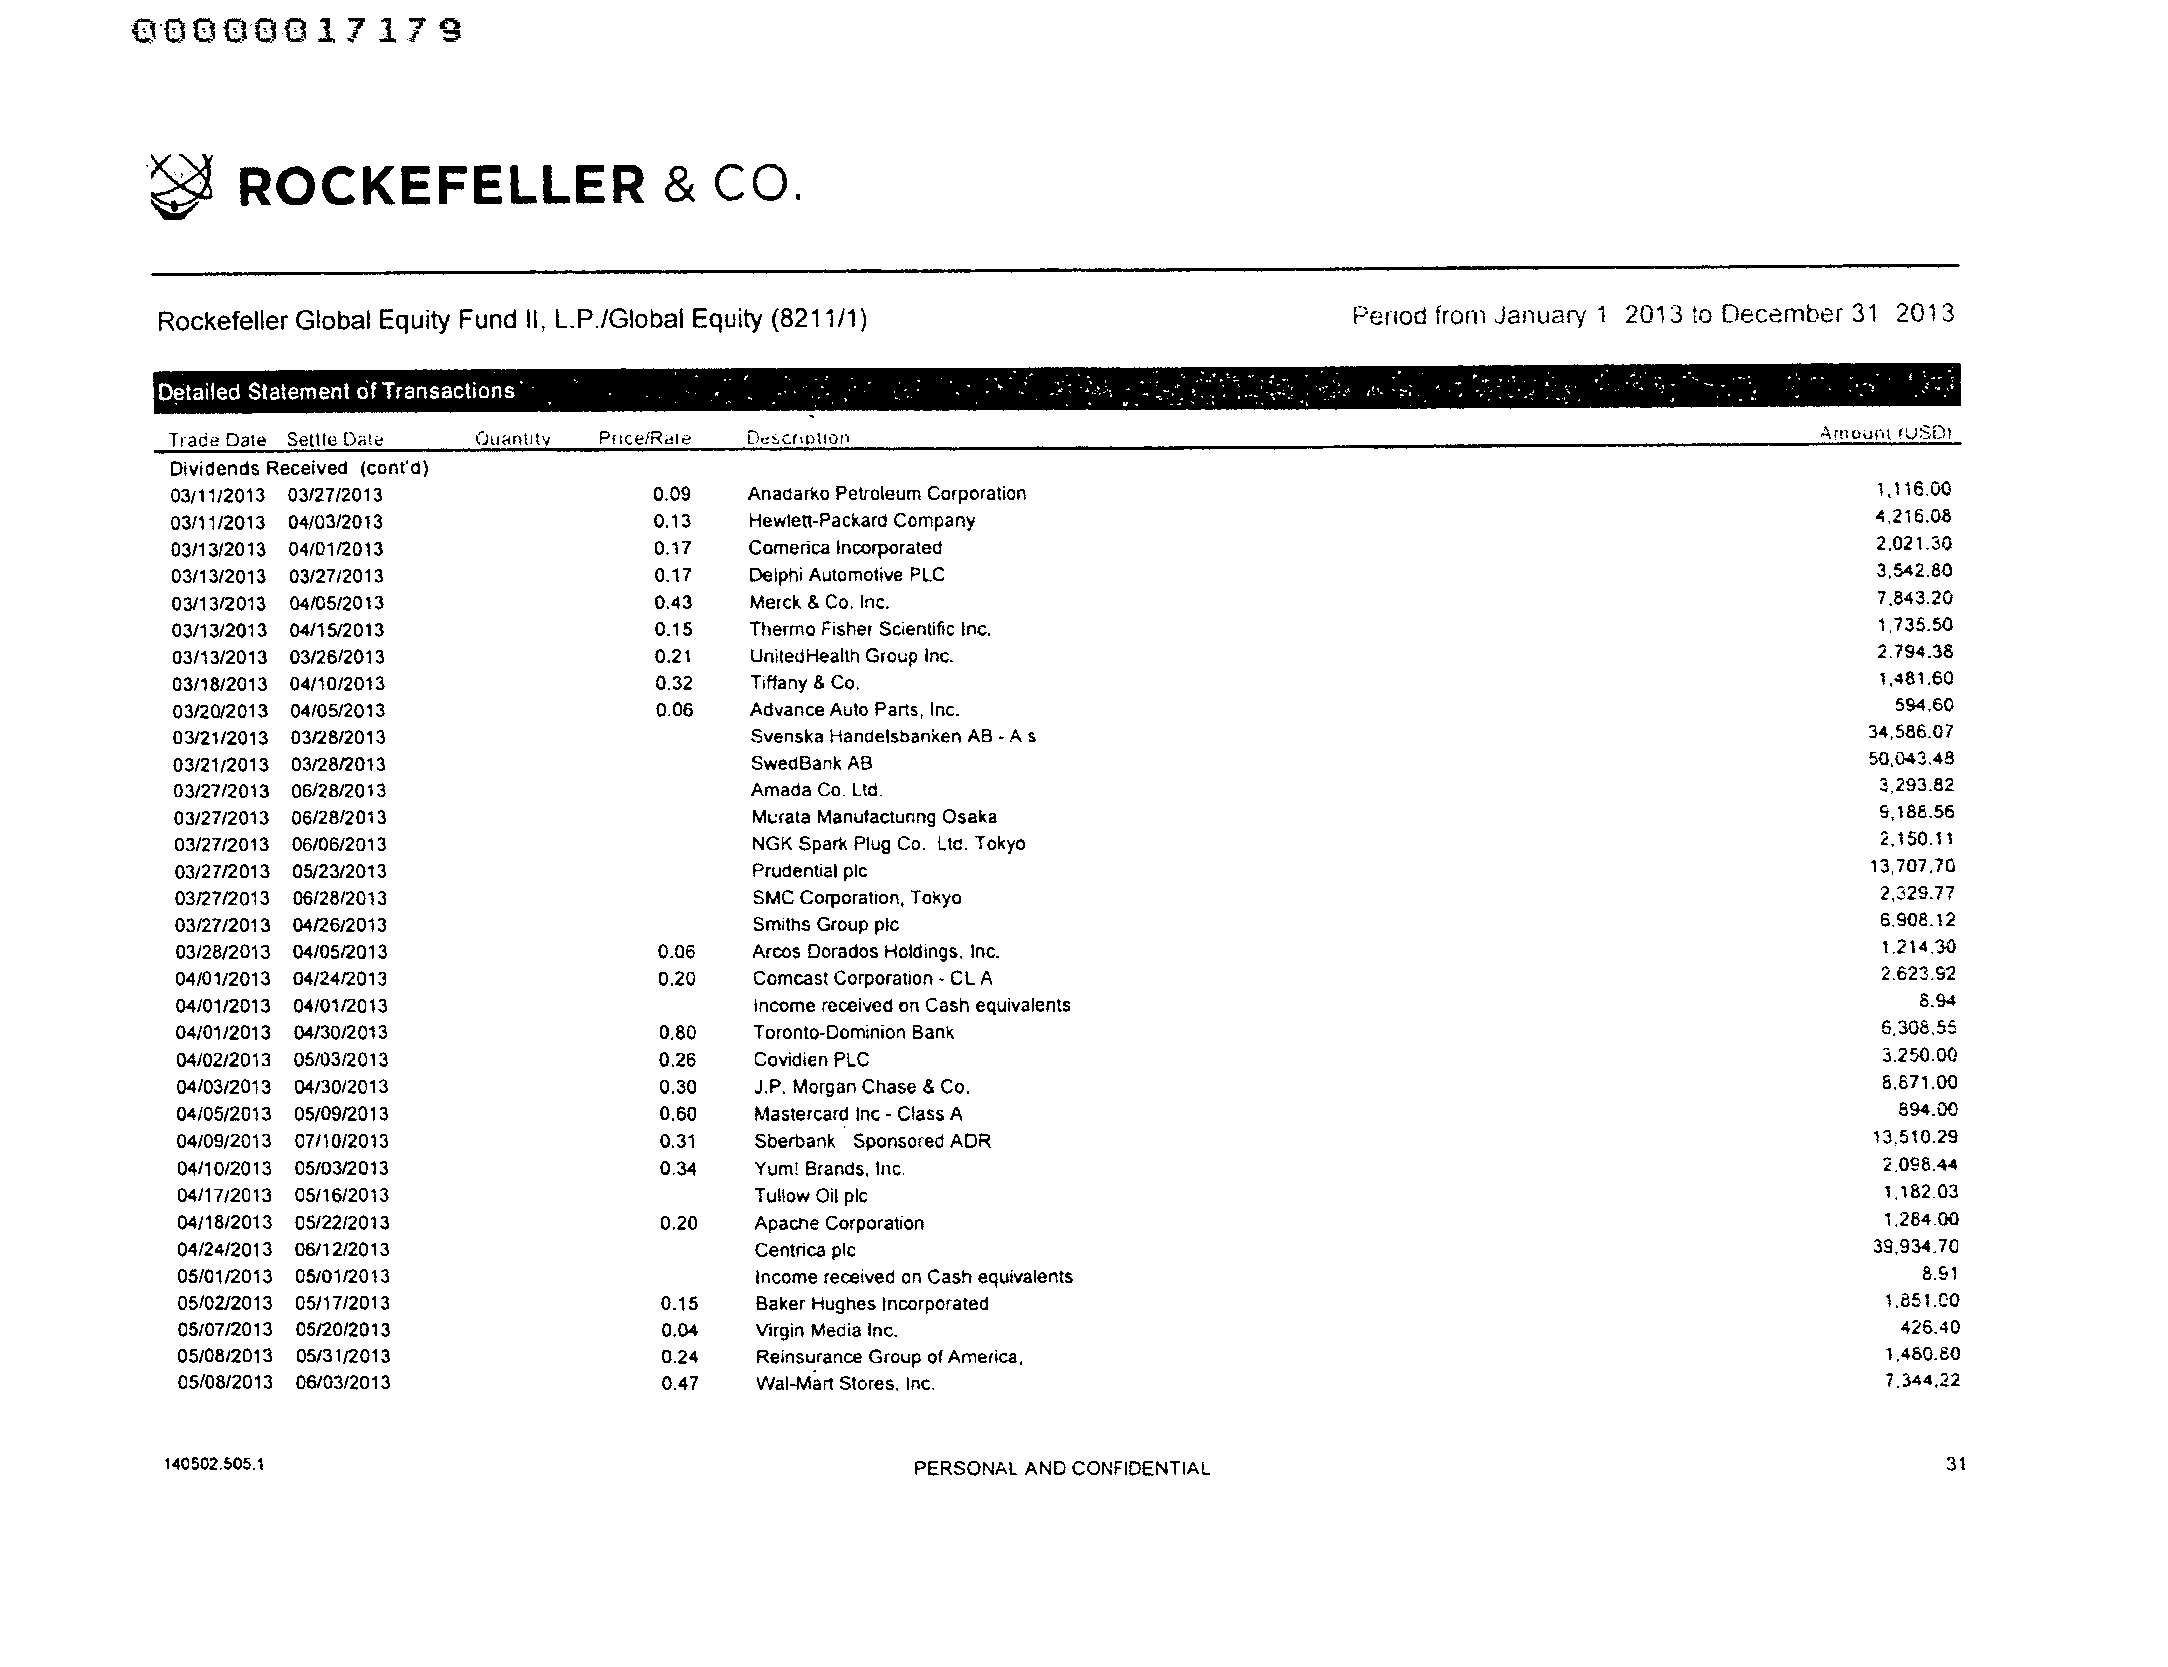 00000017179
ROCKEFELLER & CO.
Rockefeller Global Equity Fund II, L.P./Global Equity (8211/1) Period from January 1 2013 to December 31 2013
Detailed Statement of Transactions
Trade Date Settle Date Quantity Price/Rate Description Amount (USD)
Dividends Received (cont'd)
03/11/2013 03/27/2013 0.09 Anadarko Petroleum Corporation 1,116.00
03/11/2013 04/03/2013 0.13 Hewlett-Packard Company 4,216.08
03/13/2013 04/01/2013 0.17 Comerica Incorporated 2,021.30
03/13/2013 03/27/2013 0.17 Delphi Automotive PLC 3,542.80
03/13/2013 04/05/2013 0.43 Merck & Co. Inc. 7,843.20
03/13/2013 04/15/2013 0.15 Thermo Fisher Scientific Inc. 1,735.50
03/13/2013 03/26/2013 0.21 UnitedHealth Group Inc. 2,794.38
03/18/2013 04/10/2013 0.32 Tiffany & Co. 1,481.60
03/20/2013 04/05/2013 0.06 Advance Auto Parts, Inc. 594.60
03/21/2013 03/28/2013 Svenska Handelsbanken AB - A s 34,586.07
03/21/2013 03/28/2013 SwedBank AB 50,043.48
03/27/2013 06/28/2013 Amada Co. Ltd. 3,293.82
03/27/2013 06/28/2013 Murata Manufacturing Osaka 9,186.56
03/27/2013 06/06/2013 NGK Spark Plug Co. Ltd. Tokyo 2,150.11
03/27/2013 05/23/2013 Prudential plc 13,707.70
03/27/2013 06/28/2013 SMC Corporation, Tokyo 2,329.77
03/27/2013 04/26/2013 Smiths Group plc 6,908.12
03/28/2013 04/05/2013 0.06 Arcos Dorados Holdings, Inc. 1,214.30
04/01/2013 04/24/2013 0.20 Comcast Corporation - CL A 2,623.92
04/01/2013 04/01/2013 Income received on Cash equivalents 8.94
04/01/2013 04/30/2013 0.80 Toronto-Dominion Bank 6,308.55
04/02/2013 05/03/2013 0.26 Covidien PLC 3,250.00
04/03/2013 04/30/2013 0.30 J.P. Morgan Chase & Co. 8,871.00
04/05/2013 05/09/2013 0.60 Mastercard Inc - Class A 894.00
04/09/2013 07/10/2013 0.31 Sberbank Sponsored ADR 13,510.29
04/10/2013 05/03/2013 0.34 Yum! Brands, Inc. 2,098.44
04/17/2013 05/16/2013 Tullow Oil plc 1,182.03
04/18/2013 05/22/2013 0.20 Apache Corporation 1,284.00
04/24/2013 06/12/2013 Centrica plc 39,934.70
05/01/2013 05/01/2013 Income received on Cash equivalents 8.91
05/02/2013 05/17/2013 0.15 Baker Hughes Incorporated 1,851.00
05/07/2013 05/20/2013 0.04 Virgin Media Inc. 426.40
05/08/2013 05/31/2013 0.24 Reinsurance Group of America, 1,480.80
05/08/2013 06/03/2013 0.47 Wal-Mart Stores, Inc. 7,344.22
140502.505.1 PERSONAL AND CONFIDENTIAL 31